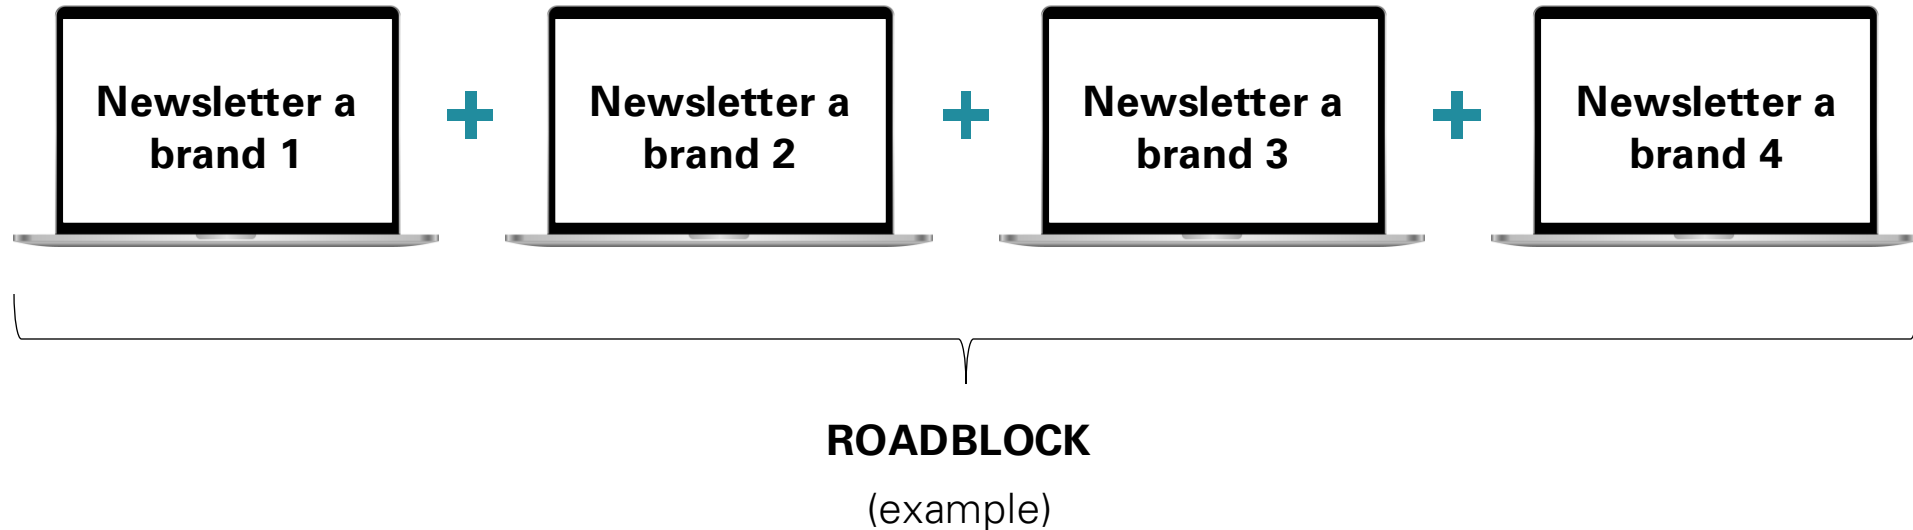 Newsletter a
brand 1
Newsletter a
brand 2
Newsletter a
brand 3
Newsletter a
brand 4
ROADBLOCK
(example)